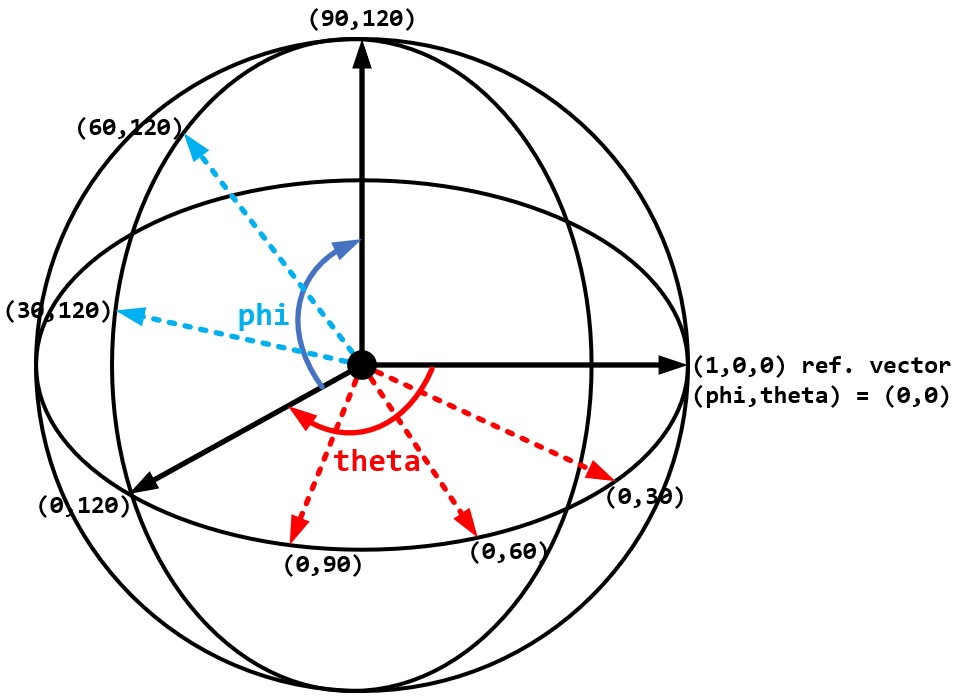 (90,120)
(60,120)
(30,120)
phi
(1,0,0) ref. vector
(phi,theta) = (0,0)
theta
(0,120)
(0,30)
(0,60)
(0,90)